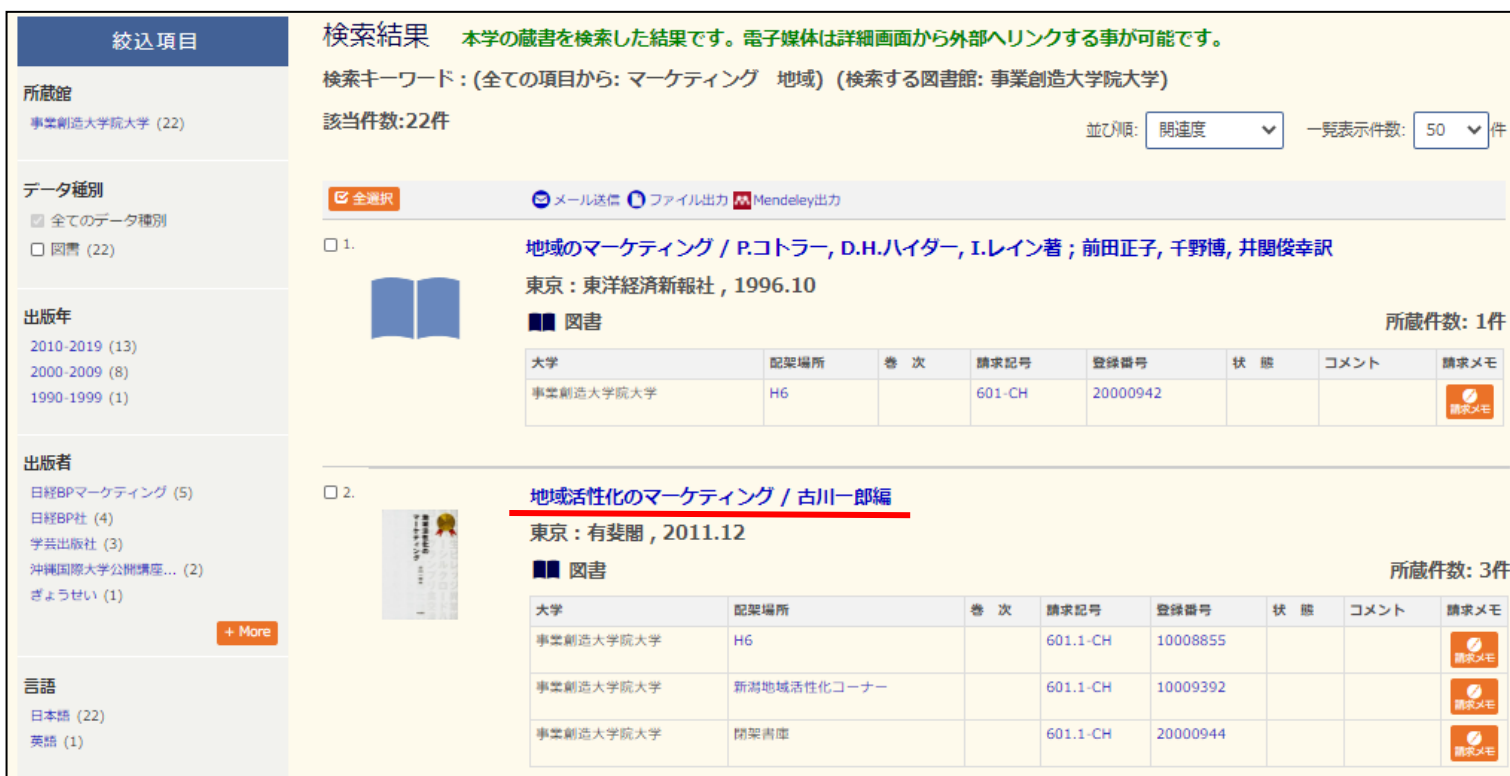 絞込項目
所蔵館
事業創造大学院大学 (22)
データ種別
全てのデータ種別
図書 (22)
出版年
2010-2019 (13)
2000-2009 (8)
1990-1999 (1)
出版者
日経BPマーケティング (5)
日経BP社 (4)
学芸出版社 (3)
沖縄国際大学公開講座... (2)
ぎょうせい (1)
+ More
言語
日本語 (22)
英語 (1)
検索結果 本学の蔵書を検索した結果です。電子媒体は詳細画面から外部へリンクする事が可能です。
検索キーワード：(全ての項目から: マーケティング 地域) (検索する図書館: 事業創造大学院大学)
該当件数:22件
並び順: 関連度 一覧表示件数: 50 件
全選択 メール送信 ファイル出力 Mendeley出力
1. 地域のマーケティング / P.コトラー, D.H.ハイダー, I.レイン著 ; 前田正子, 千野博, 井関俊幸訳
東京 : 東洋経済新報社 , 1996.10
図書 所蔵件数: 1件
大学 配架場所 巻 次 請求記号 登録番号 状 態 コメント 請求メモ
事業創造大学院大学 H6 601-CH 20000942 請求メモ
2. 地域活性化のマーケティング / 古川一郎編
東京 : 有斐閣 , 2011.12
図書 所蔵件数: 3件
大学 配架場所 巻 次 請求記号 登録番号 状 態 コメント 請求メモ
事業創造大学院大学 H6 601.1-CH 10008855 請求メモ
事業創造大学院大学 新潟地域活性化コーナー 601.1-CH 10009392 請求メモ
事業創造大学院大学 閉架書庫 601.1-CH 20000944 請求メモ